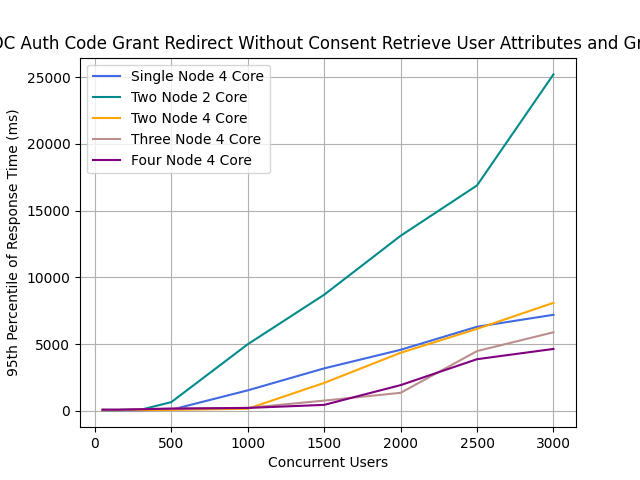 Auth Code Grant Redirect Without Consent Retrieve User Attributes and
Single Node 4 Core
Two Node 2 Core
Two Node 4 Core
Three Node 4 Core
Four Node 4 Core
95th Percentile of Response Time (ms)
25000
20000
15000
10000
5000
0
0 500 1000 1500 2000 2500 3000
Concurrent Users